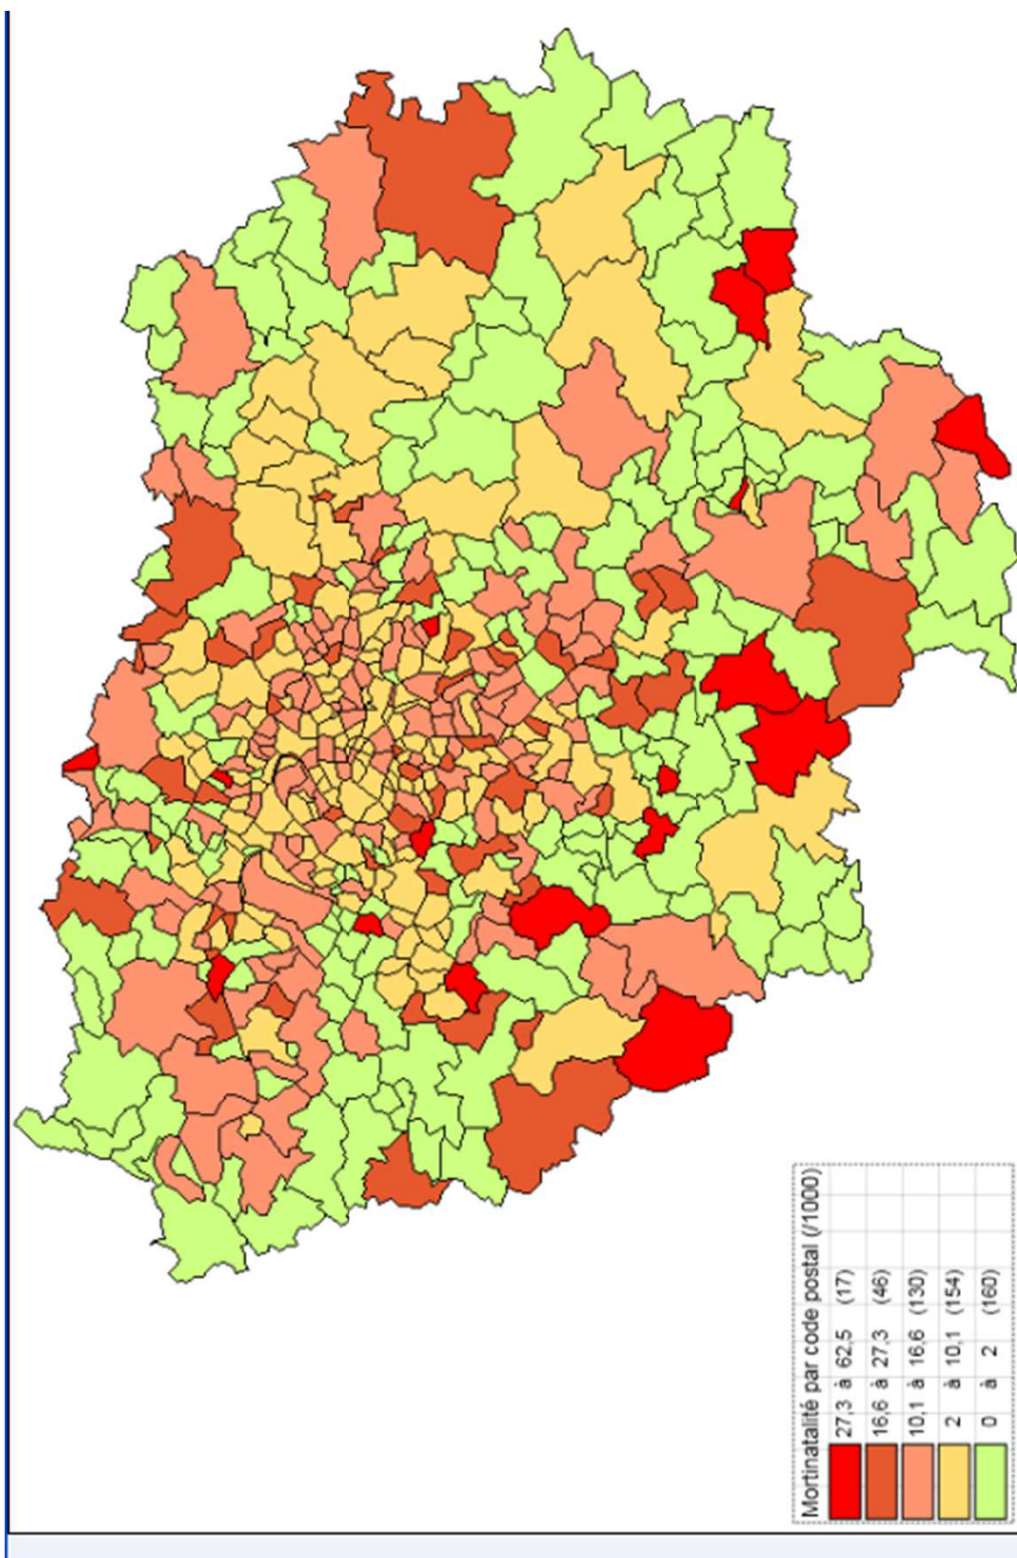 Mortinatalité par code postal (/1000)
27,3 à 62,5 (17)
16,6 à 27,3 (46)
10,1 à 16,6 (130)
2 à 10,1 (154)
0 à 2 (160)